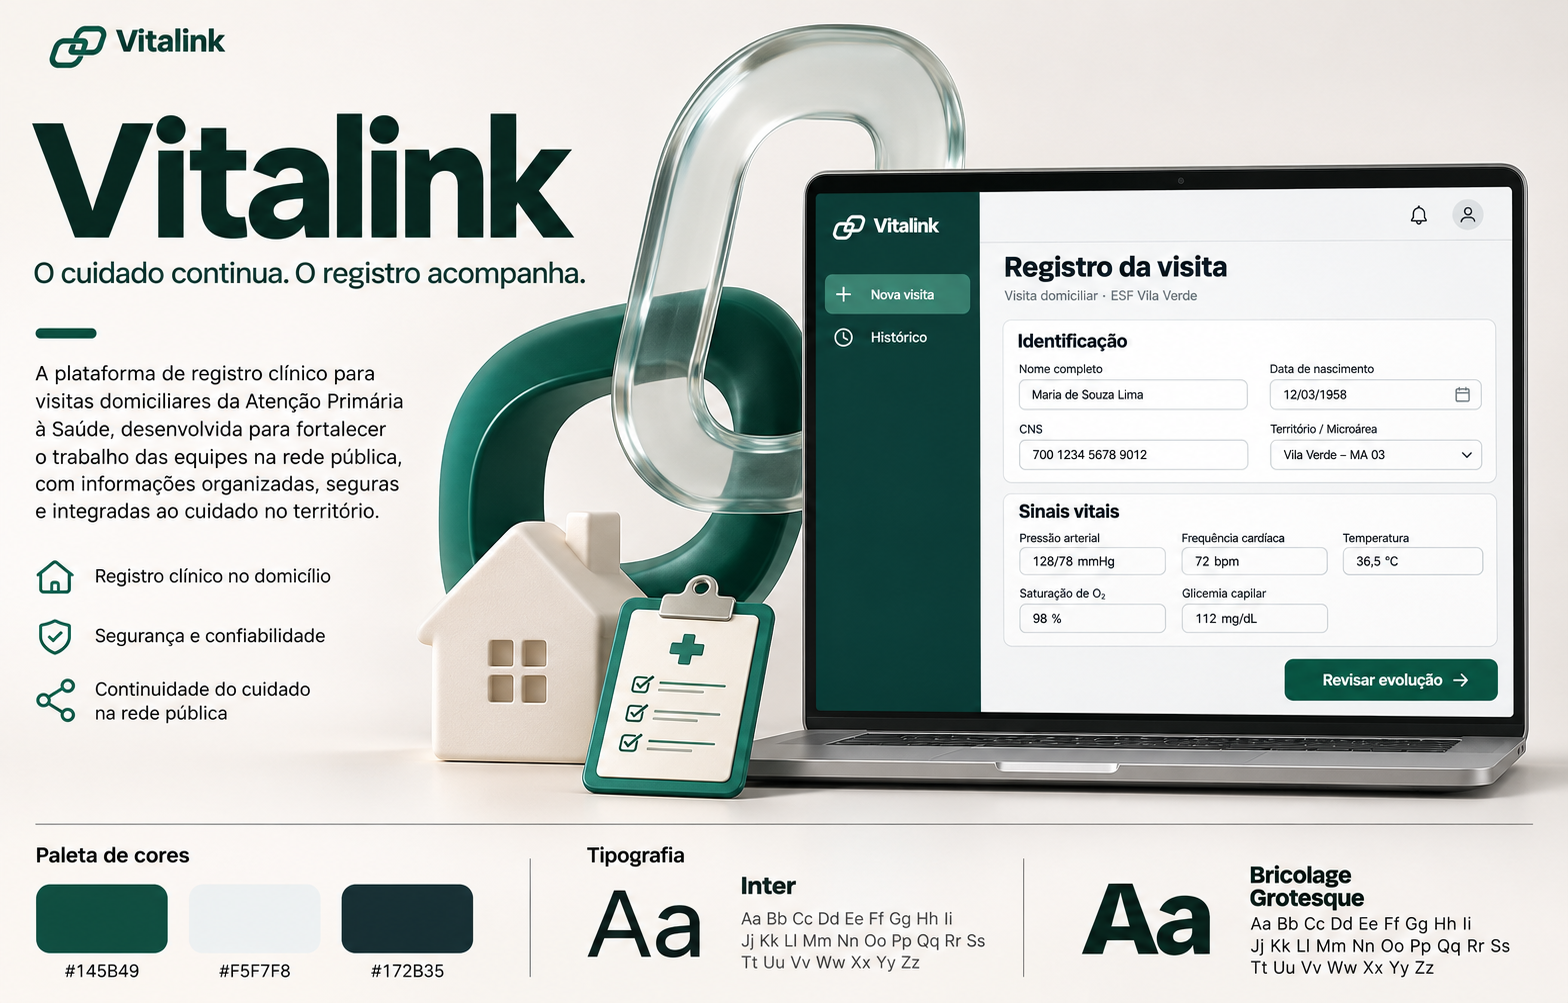 Vitalink
Vitalink
O cuidado continua. O registro acompanha.
A plataforma de registro clínico para
visitas domiciliares da Atenção Primária
à Saúde, desenvolvida para fortalecer
o trabalho das equipes na rede pública,
com informações organizadas, seguras
e integradas ao cuidado no território.
Registro clínico no domicílio
Segurança e confiabilidade
Continuidade do cuidado
na rede pública
Vitalink
Nova visita
Histórico
Registro da visita
Visita domiciliar · ESF Vila Verde
Identificação
Nome completo
Maria de Souza Lima
Data de nascimento
12/03/1958
CNS
700 1234 5678 9012
Território / Microárea
Vila Verde – MA 03
Sinais vitais
Pressão arterial
128/78 mmHg
Frequência cardíaca
72 bpm
Temperatura
36,5 °C
Saturação de O₂
98 %
Glicemia capilar
112 mg/dL
Revisar evolução
Paleta de cores
#145B49
#F5F7F8
#172B35
Tipografia
Aa
Inter
Aa Bb Cc Dd Ee Ff Gg Hh Ii
Jj Kk Ll Mm Nn Oo Pp Qq Rr Ss
Tt Uu Vv Ww Xx Yy Zz
Aa
Bricolage
Grotesque
Aa Bb Cc Dd Ee Ff Gg Hh Ii
Jj Kk Ll Mm Nn Oo Pp Qq Rr Ss
Tt Uu Vv Ww Xx Yy Zz